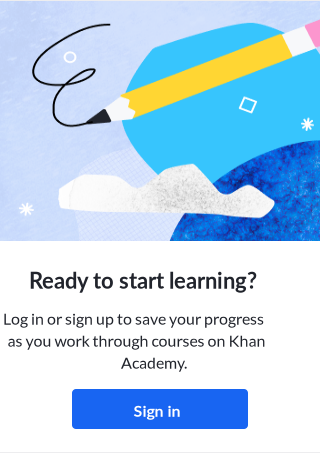 Ready to start learning?
Log in or sign up to save your progress
as you work through courses on Khan
Academy.
Sign in